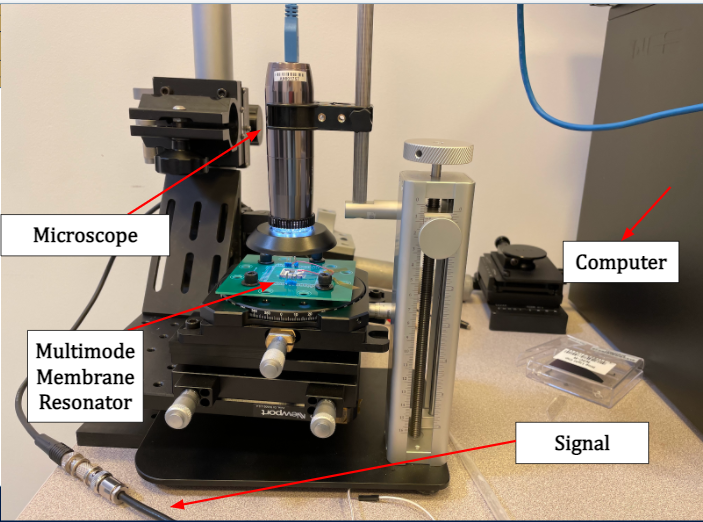 Microscope
Computer
Multimode
Membrane
Resonator
Newport
Signal